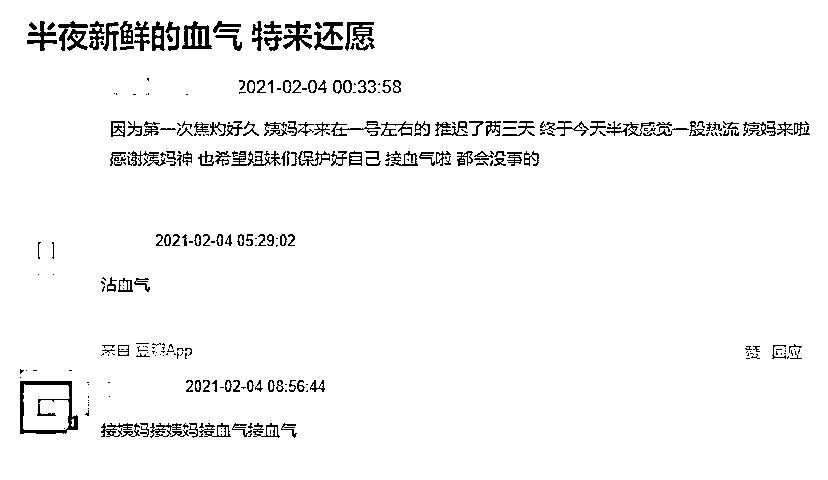 半夜新鲜的血气 特来还愿
2021-02-04 00:33:58
因为第一次焦灼好久 姨妈本来在一号左右的 推迟了两三天 终于今天半夜感觉一股热流 姨妈来啦
感谢姨妈神 也希望姐妹们保护好自己 接血气啦 都会没事的
2021-02-04 05:29:02
沾血气
来自 豆瓣App
赞 回应
2021-02-04 08:56:44
接姨妈接姨妈接血气接血气